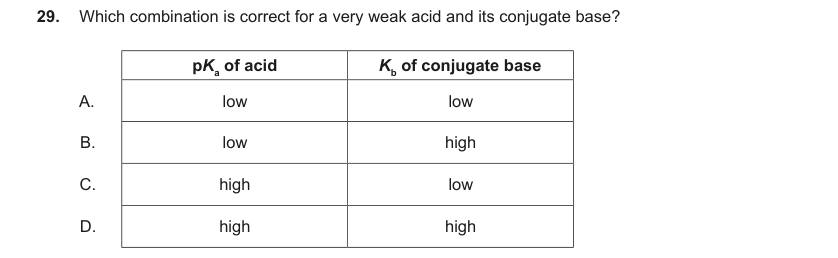 29. Which combination is correct for a very weak acid and its conjugate base?
pKₐ of acid K_b of conjugate base
A. low low
B. low high
C. high low
D. high high